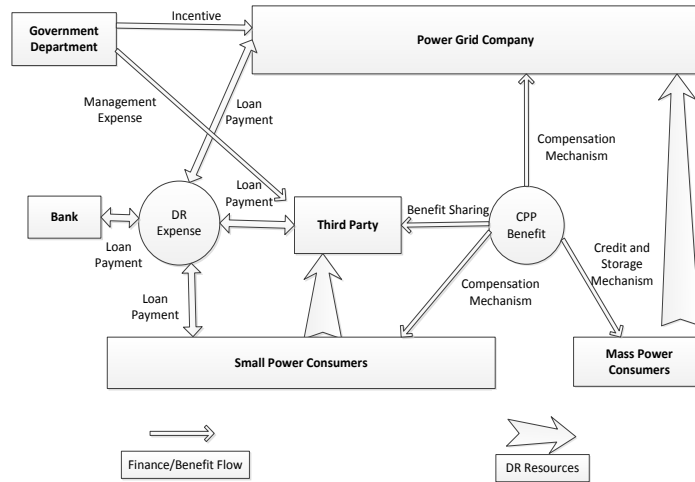 Incentive
Government
Department
Power Grid Company
Management
Expense
Loan
Payment
Compensation
Mechanism
Bank
DR
Expense
Loan
Payment
Third Party
Benefit Sharing
CPP
Benefit
Loan
Payment
Credit and
Storage
Mechanism
Loan
Payment
Compensation
Mechanism
Small Power Consumers
Mass Power
Consumers
Finance/Benefit Flow
DR Resources